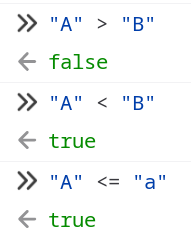 "A" > "B"
false
"A" < "B"
true
"A" <= "a"
true